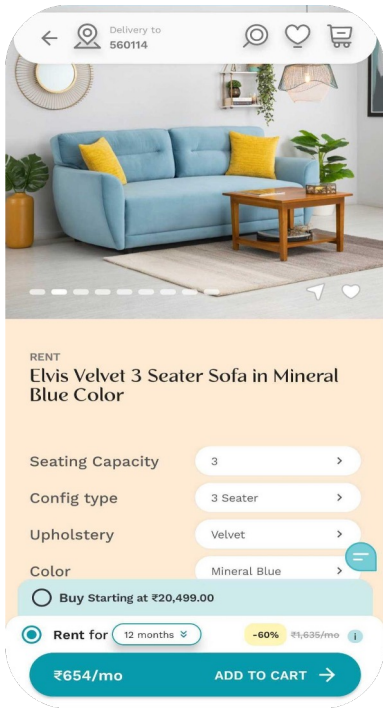 Delivery to
560114
RENT
Elvis Velvet 3 Seater Sofa in Mineral
Blue Color
Seating Capacity 3
Config type 3 Seater
Upholstery Velvet
Color Mineral Blue
Buy Starting at ₹20,499.00
Rent for 12 months -60% ₹1,635/mo i
₹654/mo ADD TO CART